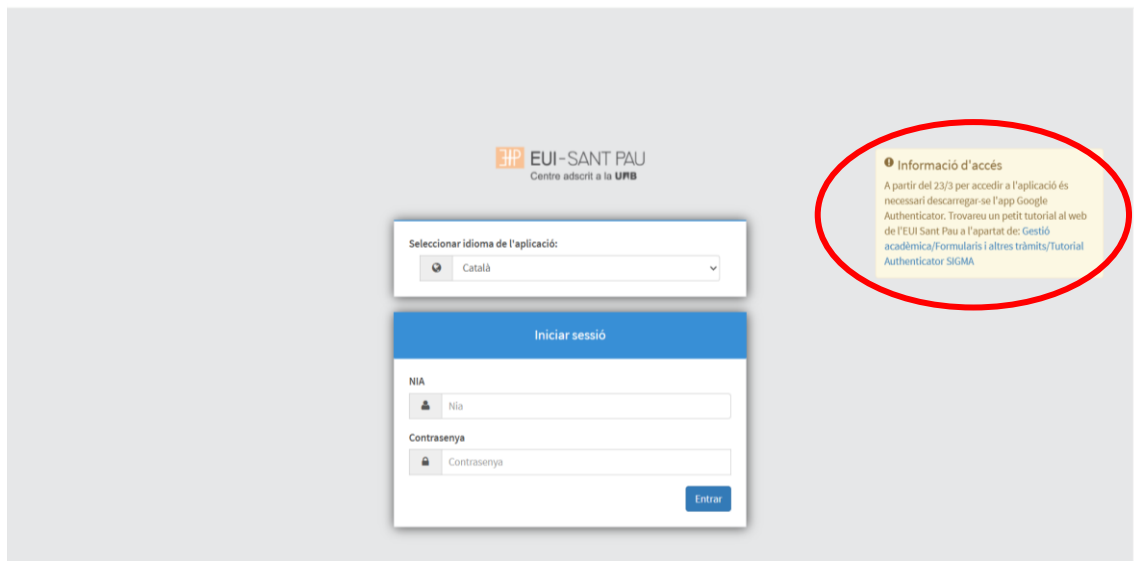 EUI-SANT PAU
Centre adscrit a la UAB
Informació d'accés
A partir del 23/3 per accedir a l'aplicació és
necessari descarregar-se l'app Google
Authenticator. Trovareu un petit tutorial al web
de l'EUI Sant Pau a l'apartat de: Gestió
acadèmica/Formularis i altres tràmits/Tutorial
Authenticator SIGMA
Seleccionar idioma de l'aplicació:
Català
Iniciar sessió
NIA
Nia
Contrasenya
Contrasenya
Entrar